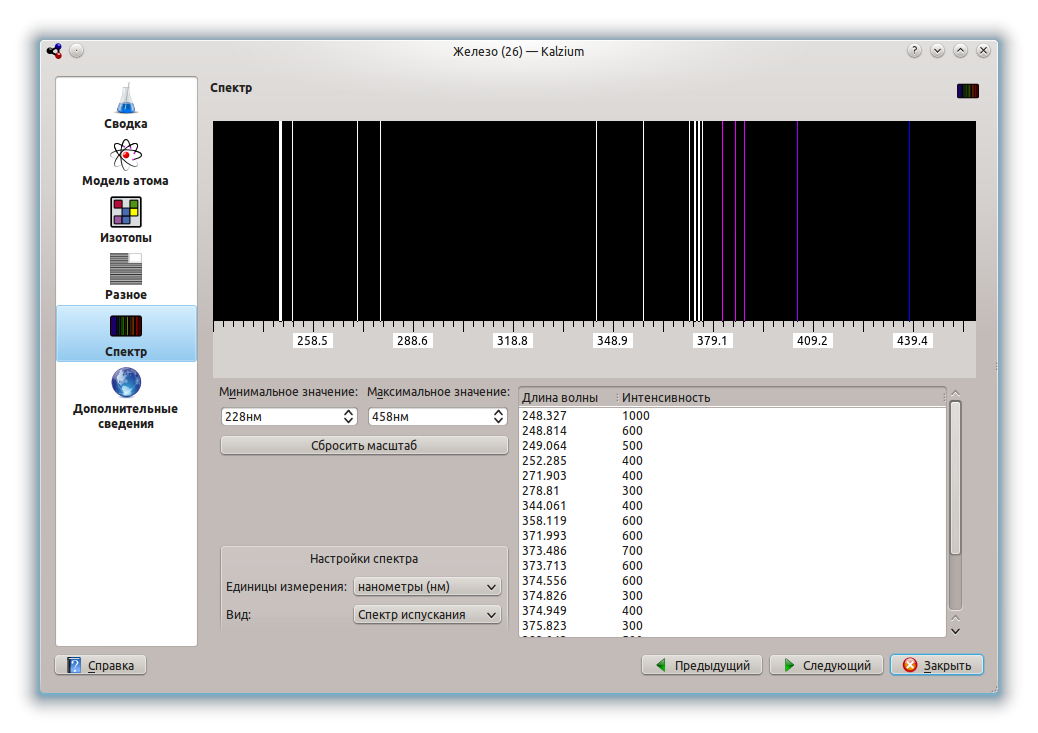 Железо (26) — Kalzium
Сводка
Модель атома
Изотопы
Разное
Спектр
Дополнительные
сведения
Спектр
258.5 288.6 318.8 348.9 379.1 409.2 439.4
Минимальное значение: Максимальное значение:
228нм 458нм
Сбросить масштаб
Настройки спектра
Единицы измерения: нанометры (нм)
Вид: Спектр испускания
Длина волны Интенсивность
248.327 1000
248.814 600
249.064 500
252.285 400
271.903 400
278.81 300
344.061 400
358.119 600
371.993 600
373.486 700
373.713 600
374.556 600
374.826 300
374.949 400
375.823 300
Справка
Предыдущий Следующий Закрыть